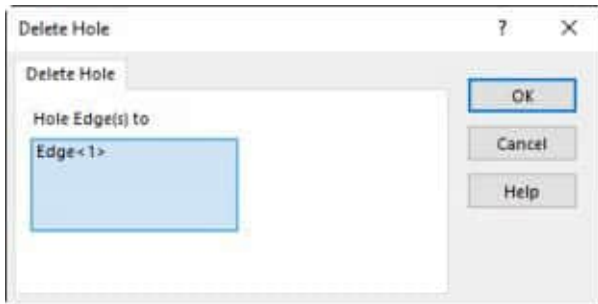 Delete Hole ? ×
Delete Hole
OK
Hole Edge(s) to
Edge<1>
Cancel
Help